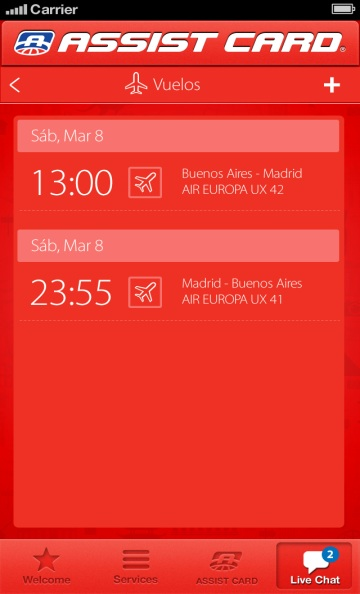 Carrier
ASSIST CARD®
Vuelos
Sáb, Mar 8
13:00
Buenos Aires - Madrid
AIR EUROPA UX 42
Sáb, Mar 8
23:55
Madrid - Buenos Aires
AIR EUROPA UX 41
2
Welcome
Services
ASSIST CARD
Live Chat